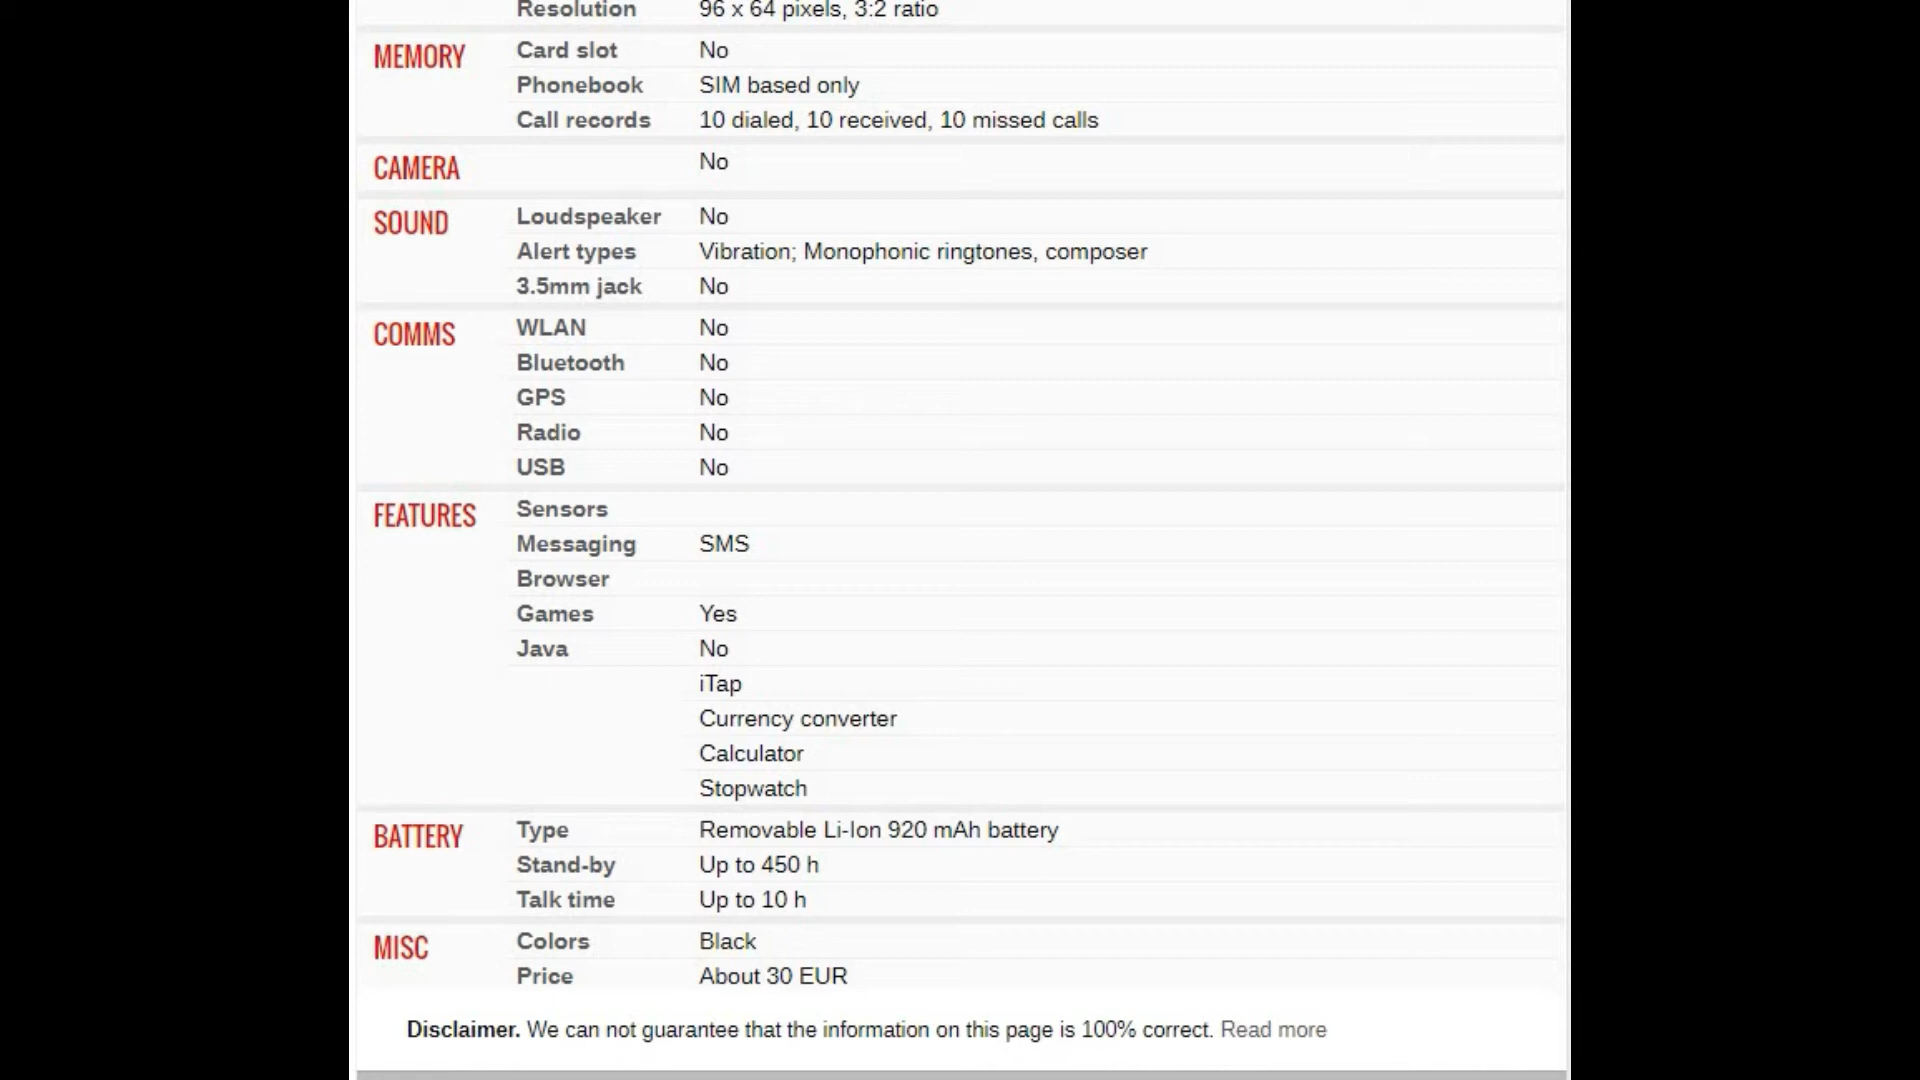 Resolution 96 x 64 pixels, 3:2 ratio
MEMORY Card slot No
Phonebook SIM based only
Call records 10 dialed, 10 received, 10 missed calls
CAMERA No
SOUND Loudspeaker No
Alert types Vibration; Monophonic ringtones, composer
3.5mm jack No
COMMS WLAN No
Bluetooth No
GPS No
Radio No
USB No
FEATURES Sensors
Messaging SMS
Browser
Games Yes
Java No
iTap
Currency converter
Calculator
Stopwatch
BATTERY Type Removable Li-Ion 920 mAh battery
Stand-by Up to 450 h
Talk time Up to 10 h
MISC Colors Black
Price About 30 EUR
Disclaimer. We can not guarantee that the information on this page is 100% correct. Read more